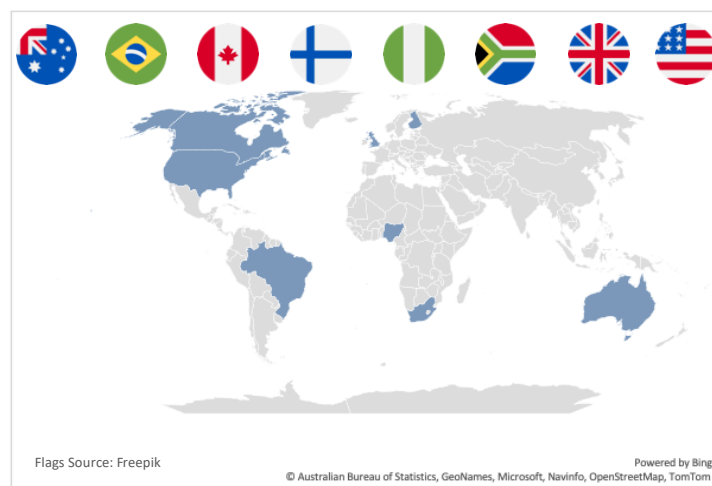 Flags Source: Freepik
Powered by Bing
© Australian Bureau of Statistics, GeoNames, Microsoft, Navinfo, OpenStreetMap, TomTom